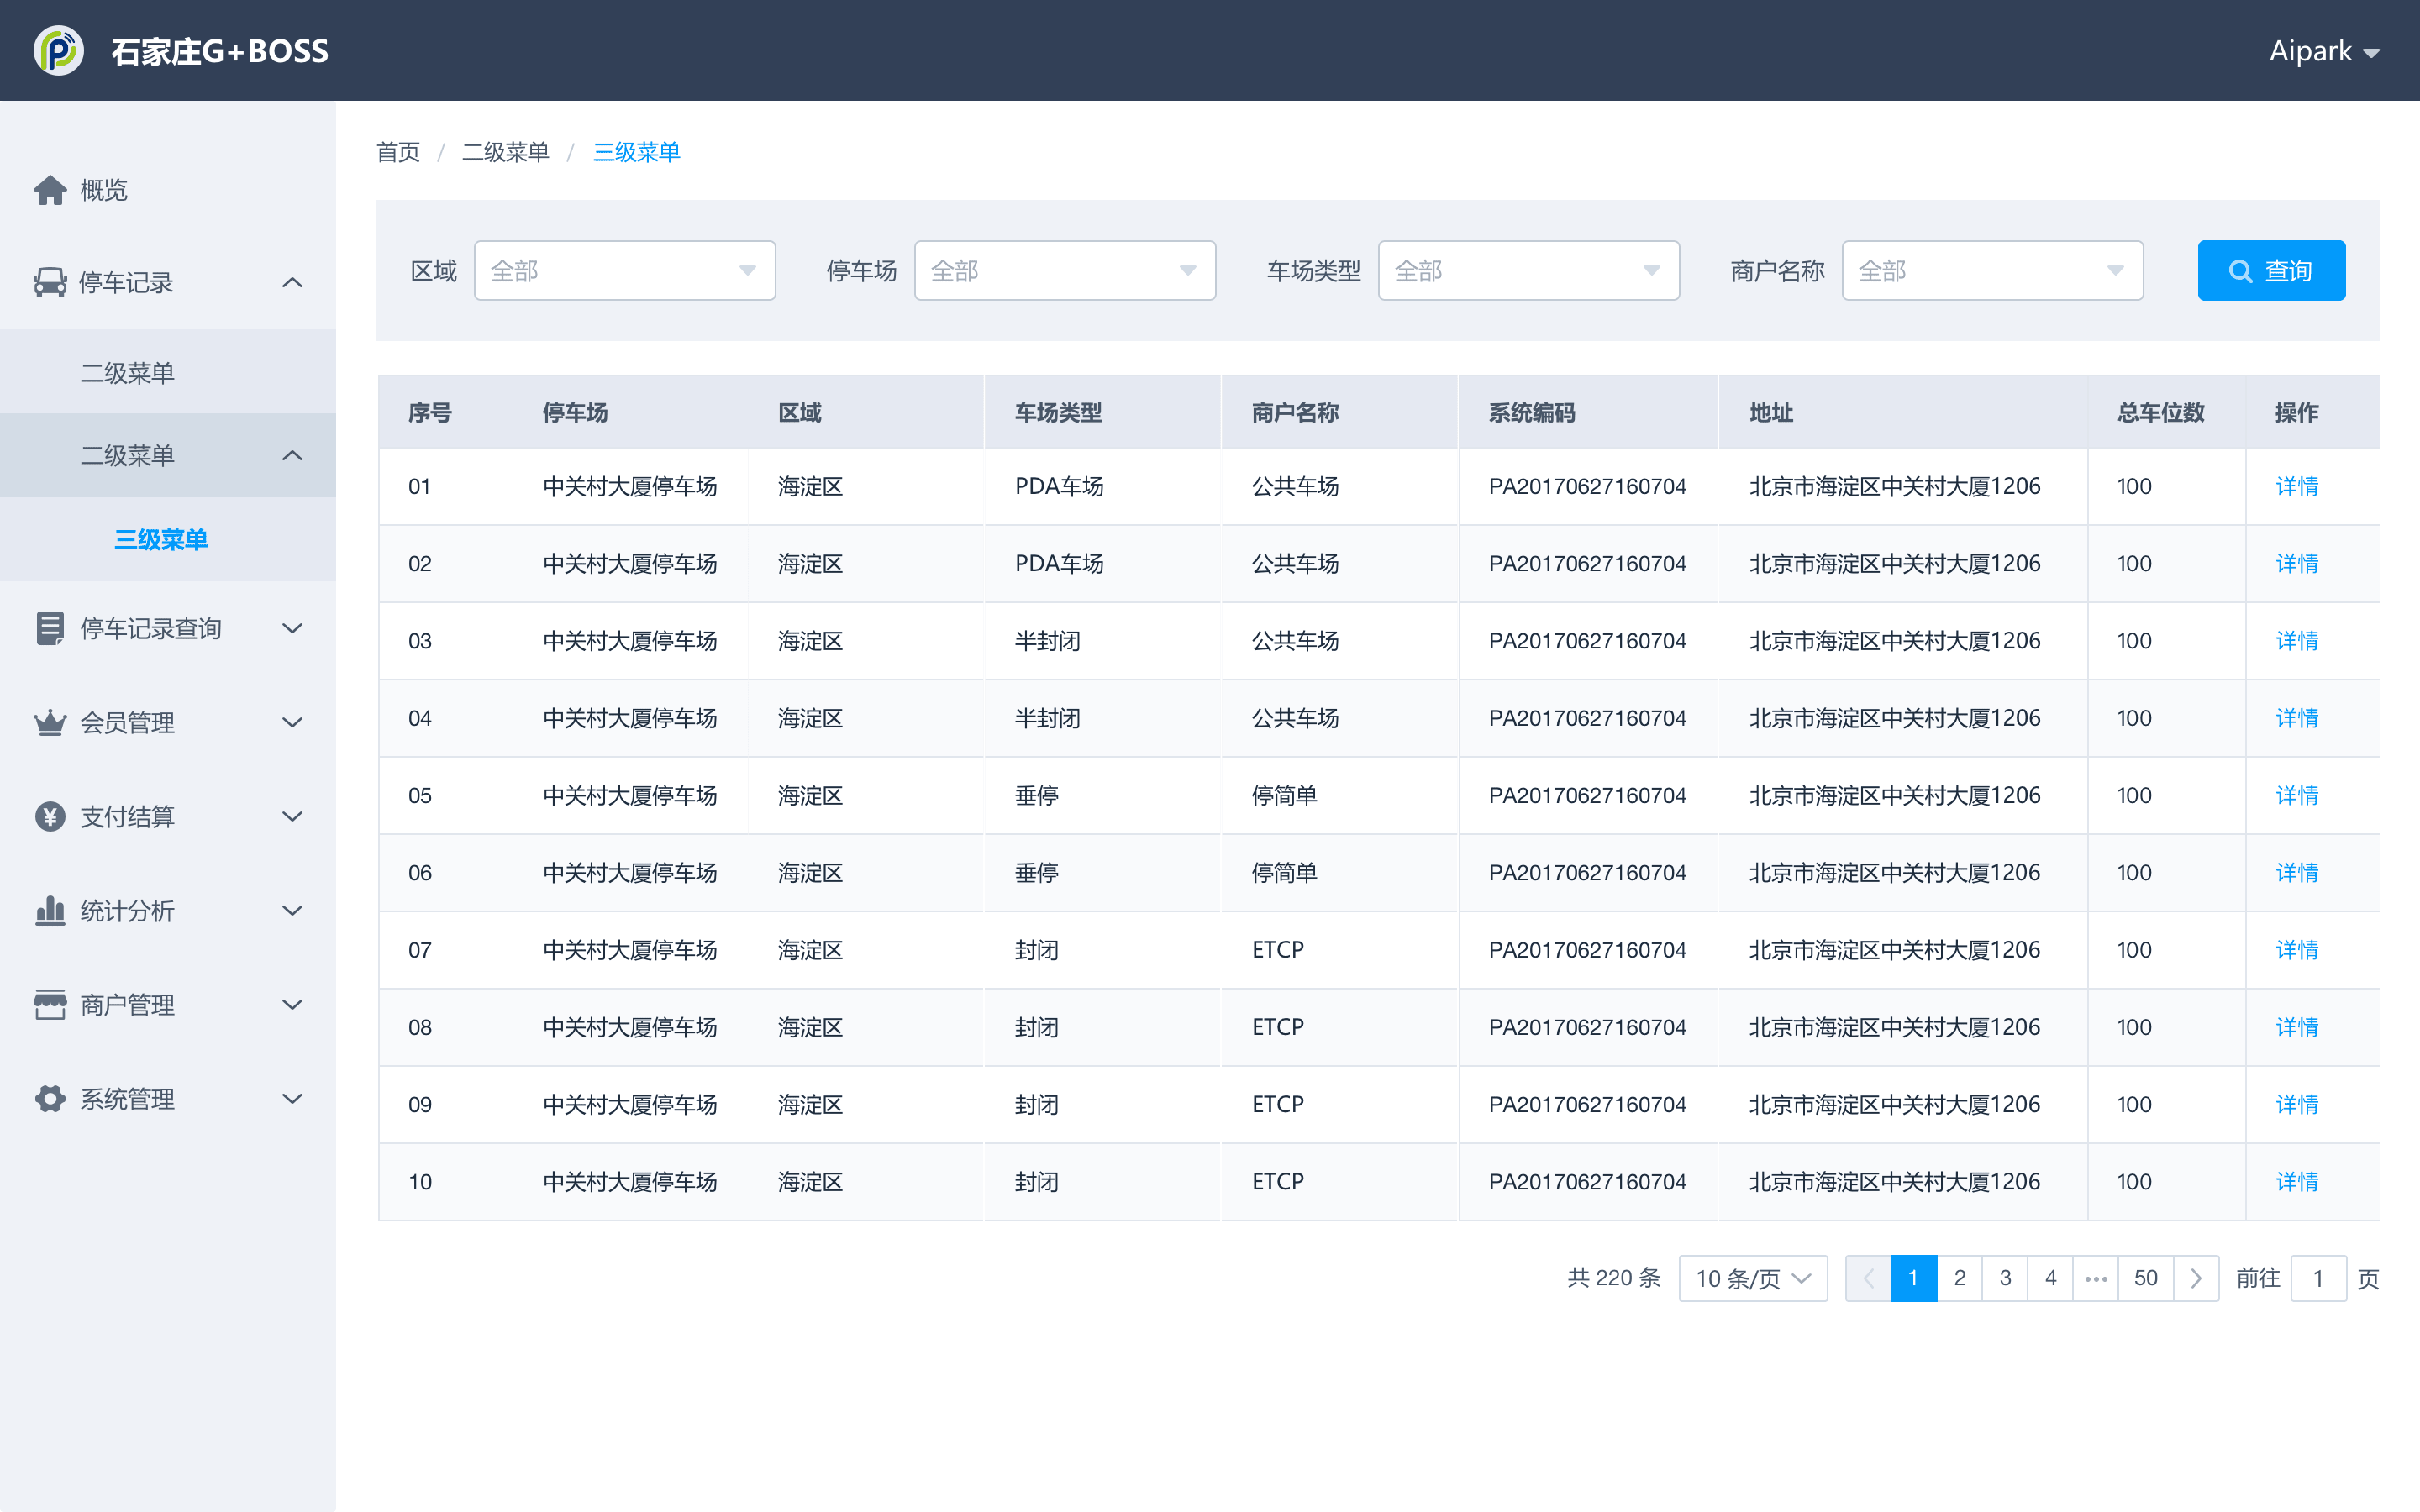 石家庄G+BOSS
Aipark
概览
停车记录
二级菜单
二级菜单
三级菜单
停车记录查询
会员管理
支付结算
统计分析
商户管理
系统管理
首页 / 二级菜单 / 三级菜单
区域 全部 停车场 全部 车场类型 全部 商户名称 全部 查询
序号 停车场 区域 车场类型 商户名称 系统编码 地址 总车位数 操作
01 中关村大厦停车场 海淀区 PDA车场 公共车场 PA20170627160704 北京市海淀区中关村大厦1206 100 详情
02 中关村大厦停车场 海淀区 PDA车场 公共车场 PA20170627160704 北京市海淀区中关村大厦1206 100 详情
03 中关村大厦停车场 海淀区 半封闭 公共车场 PA20170627160704 北京市海淀区中关村大厦1206 100 详情
04 中关村大厦停车场 海淀区 半封闭 公共车场 PA20170627160704 北京市海淀区中关村大厦1206 100 详情
05 中关村大厦停车场 海淀区 垂停 停简单 PA20170627160704 北京市海淀区中关村大厦1206 100 详情
06 中关村大厦停车场 海淀区 垂停 停简单 PA20170627160704 北京市海淀区中关村大厦1206 100 详情
07 中关村大厦停车场 海淀区 封闭 ETCP PA20170627160704 北京市海淀区中关村大厦1206 100 详情
08 中关村大厦停车场 海淀区 封闭 ETCP PA20170627160704 北京市海淀区中关村大厦1206 100 详情
09 中关村大厦停车场 海淀区 封闭 ETCP PA20170627160704 北京市海淀区中关村大厦1206 100 详情
10 中关村大厦停车场 海淀区 封闭 ETCP PA20170627160704 北京市海淀区中关村大厦1206 100 详情
共 220 条 10 条/页 1 2 3 4 ••• 50 前往 1 页